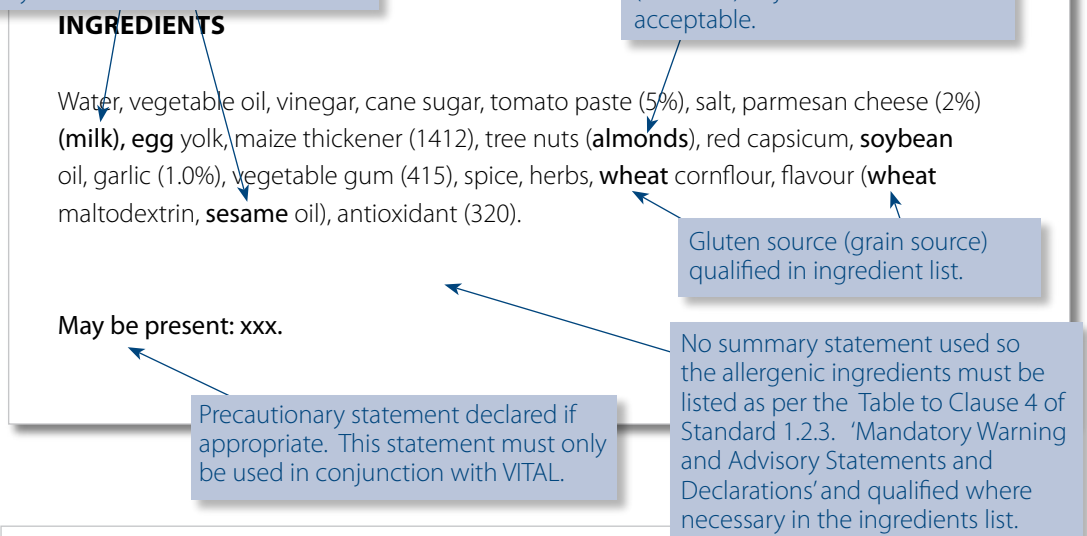 acceptable.
INGREDIENTS
Water, vegetable oil, vinegar, cane sugar, tomato paste (5%), salt, parmesan cheese (2%)
(milk), egg yolk, maize thickener (1412), tree nuts (almonds), red capsicum, soybean
oil, garlic (1.0%), vegetable gum (415), spice, herbs, wheat cornflour, flavour (wheat
maltodextrin, sesame oil), antioxidant (320).
Gluten source (grain source)
qualified in ingredient list.
May be present: xxx.
No summary statement used so
the allergenic ingredients must be
listed as per the Table to Clause 4 of
Standard 1.2.3. 'Mandatory Warning
and Advisory Statements and
Declarations' and qualified where
necessary in the ingredients list.
Precautionary statement declared if
appropriate. This statement must only
be used in conjunction with VITAL.